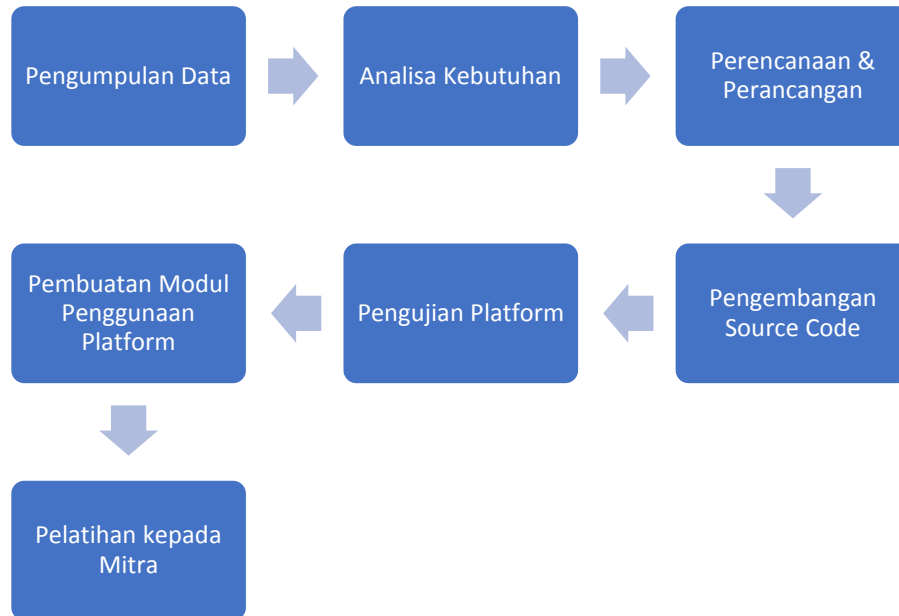 Pengumpulan Data
Analisa Kebutuhan
Perencanaan &
Perancangan
Pengembangan
Source Code
Pengujian Platform
Pembuatan Modul
Penggunaan
Platform
Pelatihan kepada
Mitra